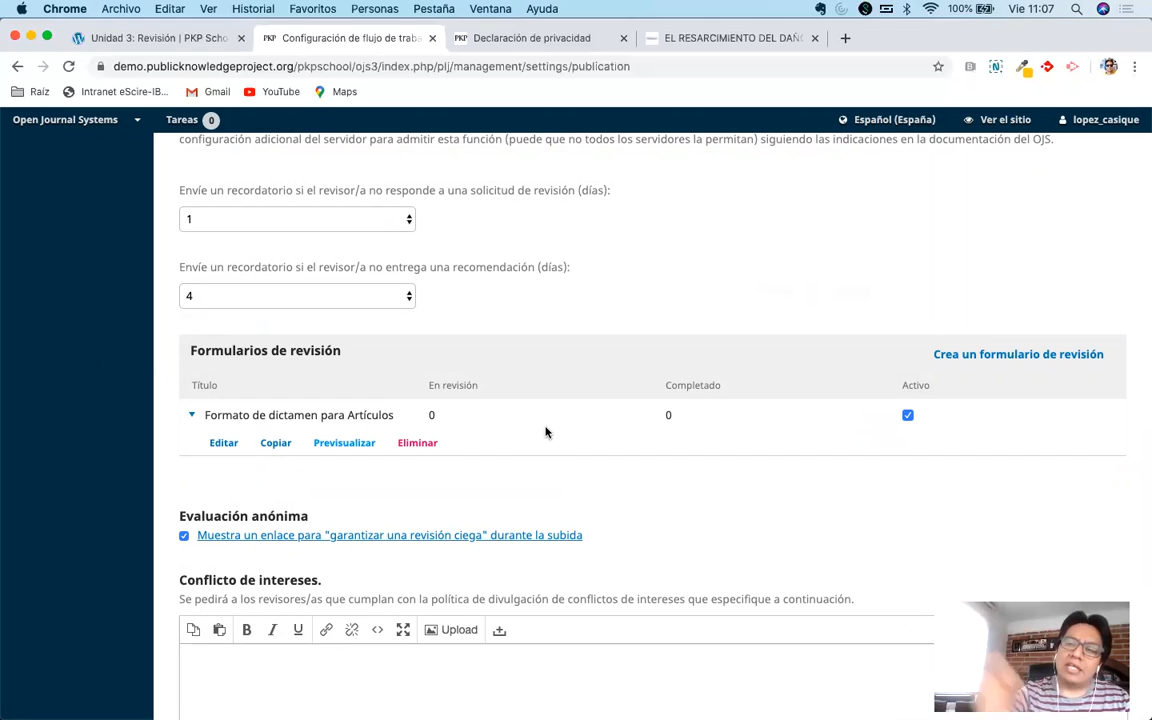 Chrome Archivo Editar Ver Historial Favoritos Personas Pestaña Ventana Ayuda 100% Vie 11:07
Unidad 3: Revisión | PKP Scho × Configuración de flujo de traba × PKP Declaración de privacidad × EL RESARCIMIENTO DEL DAÑO × +
demo.publicknowledgeproject.org/pkpschool/ojs3/index.php/plj/management/settings/publication
Raíz Intranet eScire-IB... Gmail YouTube Maps
Open Journal Systems Tareas 0 Español (España) Ver el sitio lopez_casique
configuración adicional del servidor para admitir esta función (puede que no todos los servidores la permitan) siguiendo las indicaciones en la documentación del OJS.
Envíe un recordatorio si el revisor/a no responde a una solicitud de revisión (días):
1
Envíe un recordatorio si el revisor/a no entrega una recomendación (días):
4
Formularios de revisión Crea un formulario de revisión
Título En revisión Completado Activo
Formato de dictamen para Artículos 0 0
Editar Copiar Previsualizar Eliminar
Evaluación anónima
Muestra un enlace para "garantizar una revisión ciega" durante la subida
Conflicto de intereses.
Se pedirá a los revisores/as que cumplan con la política de divulgación de conflictos de intereses que especifique a continuación.
B I U <> Upload